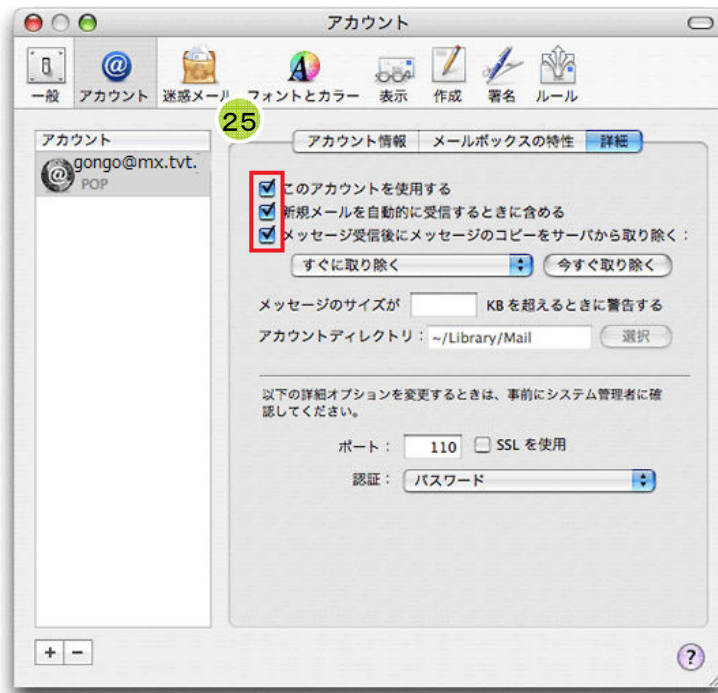 アカウント
一般 アカウント 迷惑メール フォントとカラー 表示 作成 署名 ルール
25
アカウント
gongo@mx.tvt.
POP
アカウント情報 メールボックスの特性 詳細
このアカウントを使用する
新規メールを自動的に受信するときに含める
メッセージ受信後にメッセージのコピーをサーバから取り除く：
すぐに取り除く 今すぐ取り除く
メッセージのサイズが KB を超えるときに警告する
アカウントディレクトリ： ~/Library/Mail 選択
以下の詳細オプションを変更するときは、事前にシステム管理者に確
認してください。
ポート： 110 SSL を使用
認証： パスワード
+ − ?